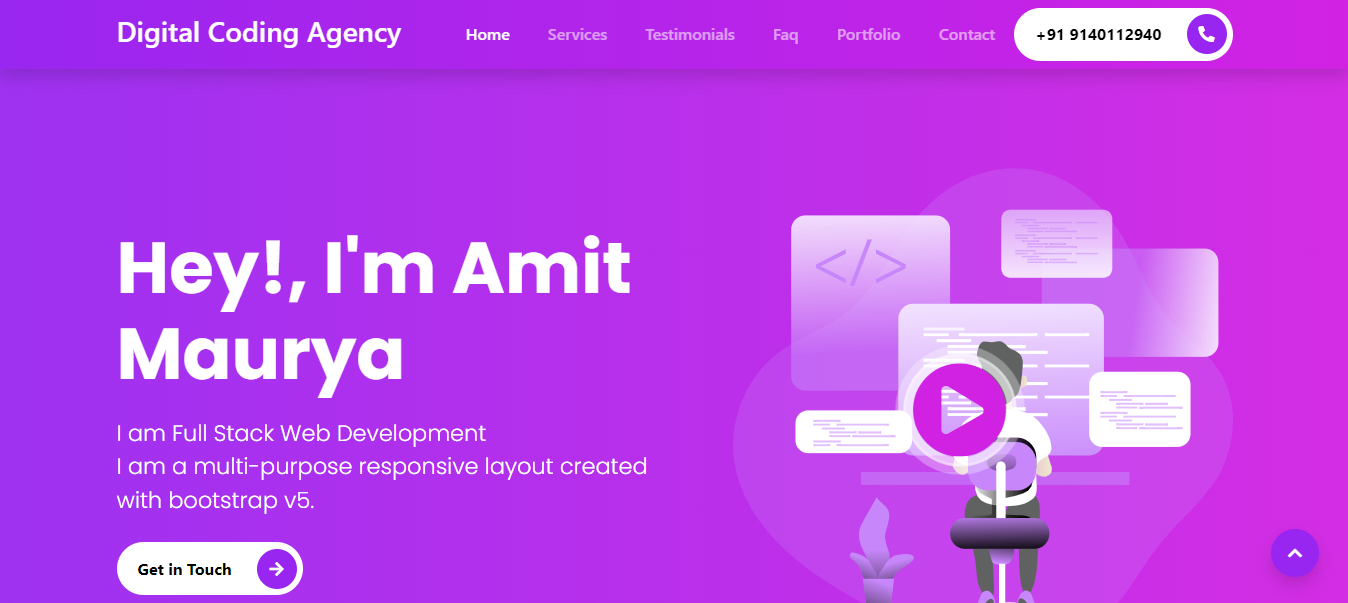 Digital Coding Agency
Home Services Testimonials Faq Portfolio Contact +91 9140112940
</>
Hey!, I'm Amit
Maurya
I am Full Stack Web Development
I am a multi-purpose responsive layout created
with bootstrap v5.
Get in Touch